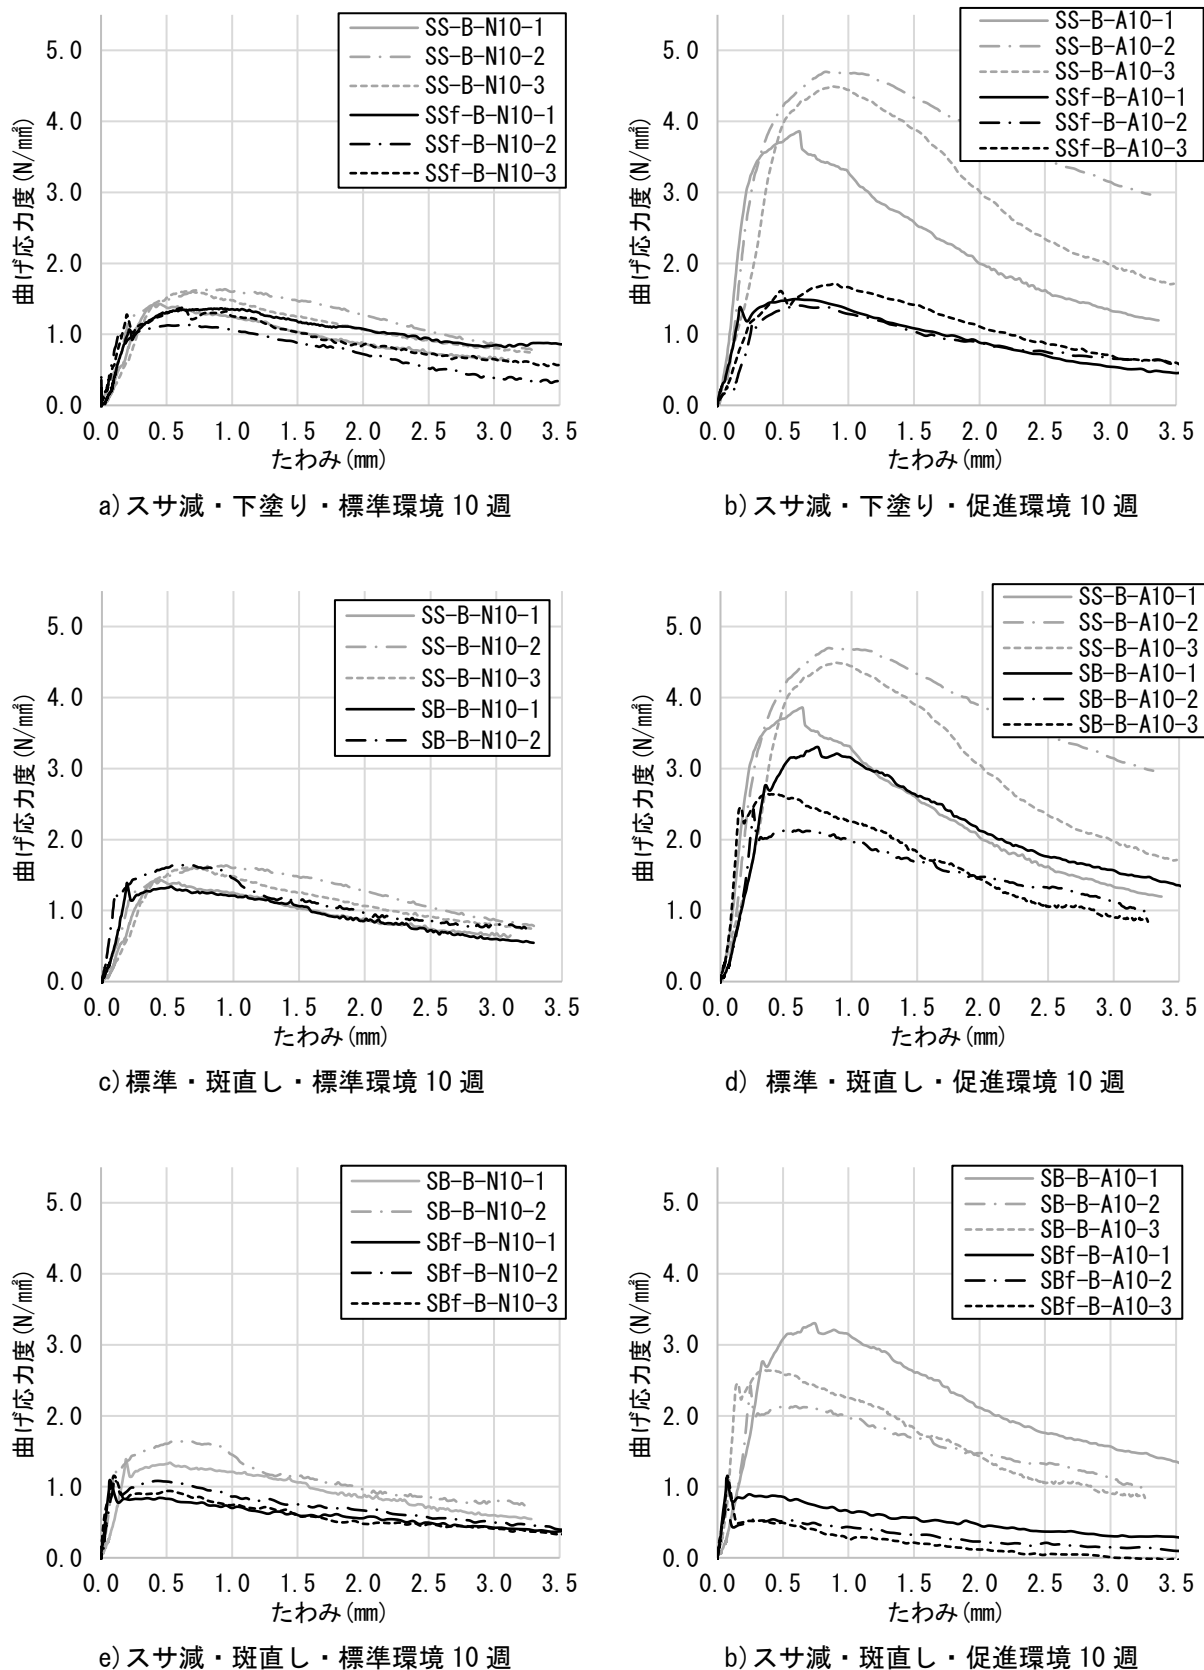 5.0
4.0
3.0
2.0
1.0
0.0
曲げ応力度(N/㎟)
SS-B-N10-1
SS-B-N10-2
SS-B-N10-3
SSf-B-N10-1
SSf-B-N10-2
SSf-B-N10-3
0.0 0.5 1.0 1.5 2.0 2.5 3.0 3.5
たわみ(㎜)
a)スサ減・下塗り・標準環境 10 週
5.0
4.0
3.0
2.0
1.0
0.0
曲げ応力度(N/㎟)
SS-B-A10-1
SS-B-A10-2
SS-B-A10-3
SSf-B-A10-1
SSf-B-A10-2
SSf-B-A10-3
0.0 0.5 1.0 1.5 2.0 2.5 3.0 3.5
たわみ(㎜)
b)スサ減・下塗り・促進環境 10 週
5.0
4.0
3.0
2.0
1.0
0.0
曲げ応力度(N/㎟)
SS-B-N10-1
SS-B-N10-2
SS-B-N10-3
SB-B-N10-1
SB-B-N10-2
0.0 0.5 1.0 1.5 2.0 2.5 3.0 3.5
たわみ(㎜)
c)標準・斑直し・標準環境 10 週
5.0
4.0
3.0
2.0
1.0
0.0
曲げ応力度(N/㎟)
SS-B-A10-1
SS-B-A10-2
SS-B-A10-3
SB-B-A10-1
SB-B-A10-2
SB-B-A10-3
0.0 0.5 1.0 1.5 2.0 2.5 3.0 3.5
たわみ(㎜)
d) 標準・斑直し・促進環境 10 週
5.0
4.0
3.0
2.0
1.0
0.0
曲げ応力度(N/㎟)
SB-B-N10-1
SB-B-N10-2
SBf-B-N10-1
SBf-B-N10-2
SBf-B-N10-3
0.0 0.5 1.0 1.5 2.0 2.5 3.0 3.5
たわみ(㎜)
e)スサ減・斑直し・標準環境 10 週
5.0
4.0
3.0
2.0
1.0
0.0
曲げ応力度(N/㎟)
SB-B-A10-1
SB-B-A10-2
SB-B-A10-3
SBf-B-A10-1
SBf-B-A10-2
SBf-B-A10-3
0.0 0.5 1.0 1.5 2.0 2.5 3.0 3.5
たわみ(㎜)
b)スサ減・斑直し・促進環境 10 週